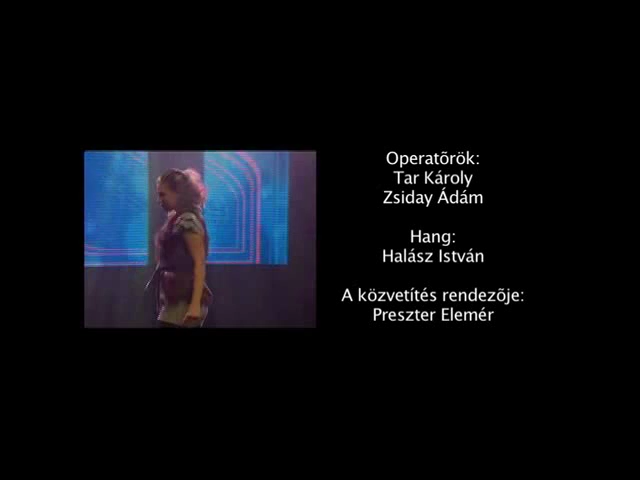 Operatõrök:
Tar Károly
Zsiday Ádám
Hang:
Halász István
A közvetítés rendezõje:
Preszter Elemér